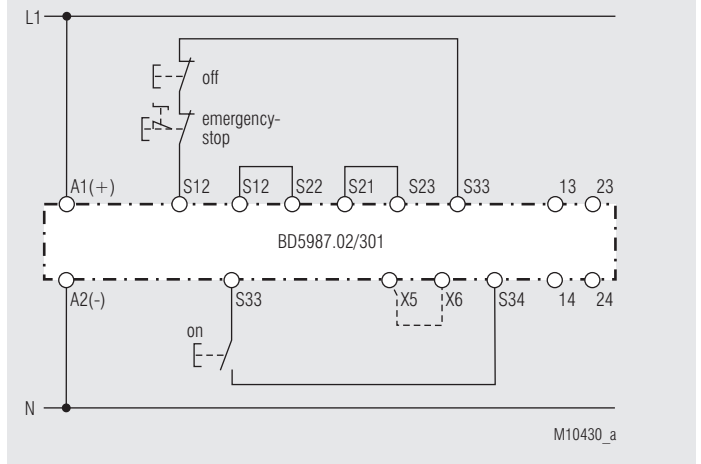 L1
off
emergency-
stop
A1(+) S12 S12 S22 S21 S23 S33 13 23
BD5987.02/301
A2(-) S33 X5 X6 S34 14 24
on
N
M10430_a